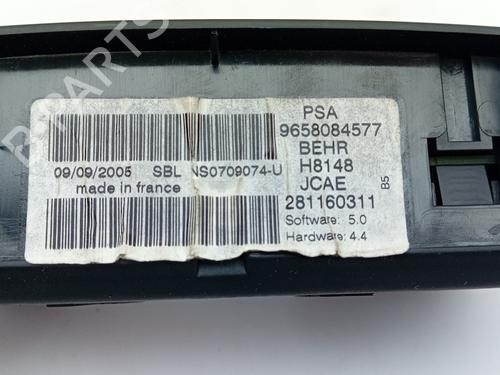 B-PARTS
PSA
9658084577
BEHR
H8148
JCAE
281160311
Software: 5.0
Hardware: 4.4
B5
09/09/2005 SBL NS0709074-U
made in france